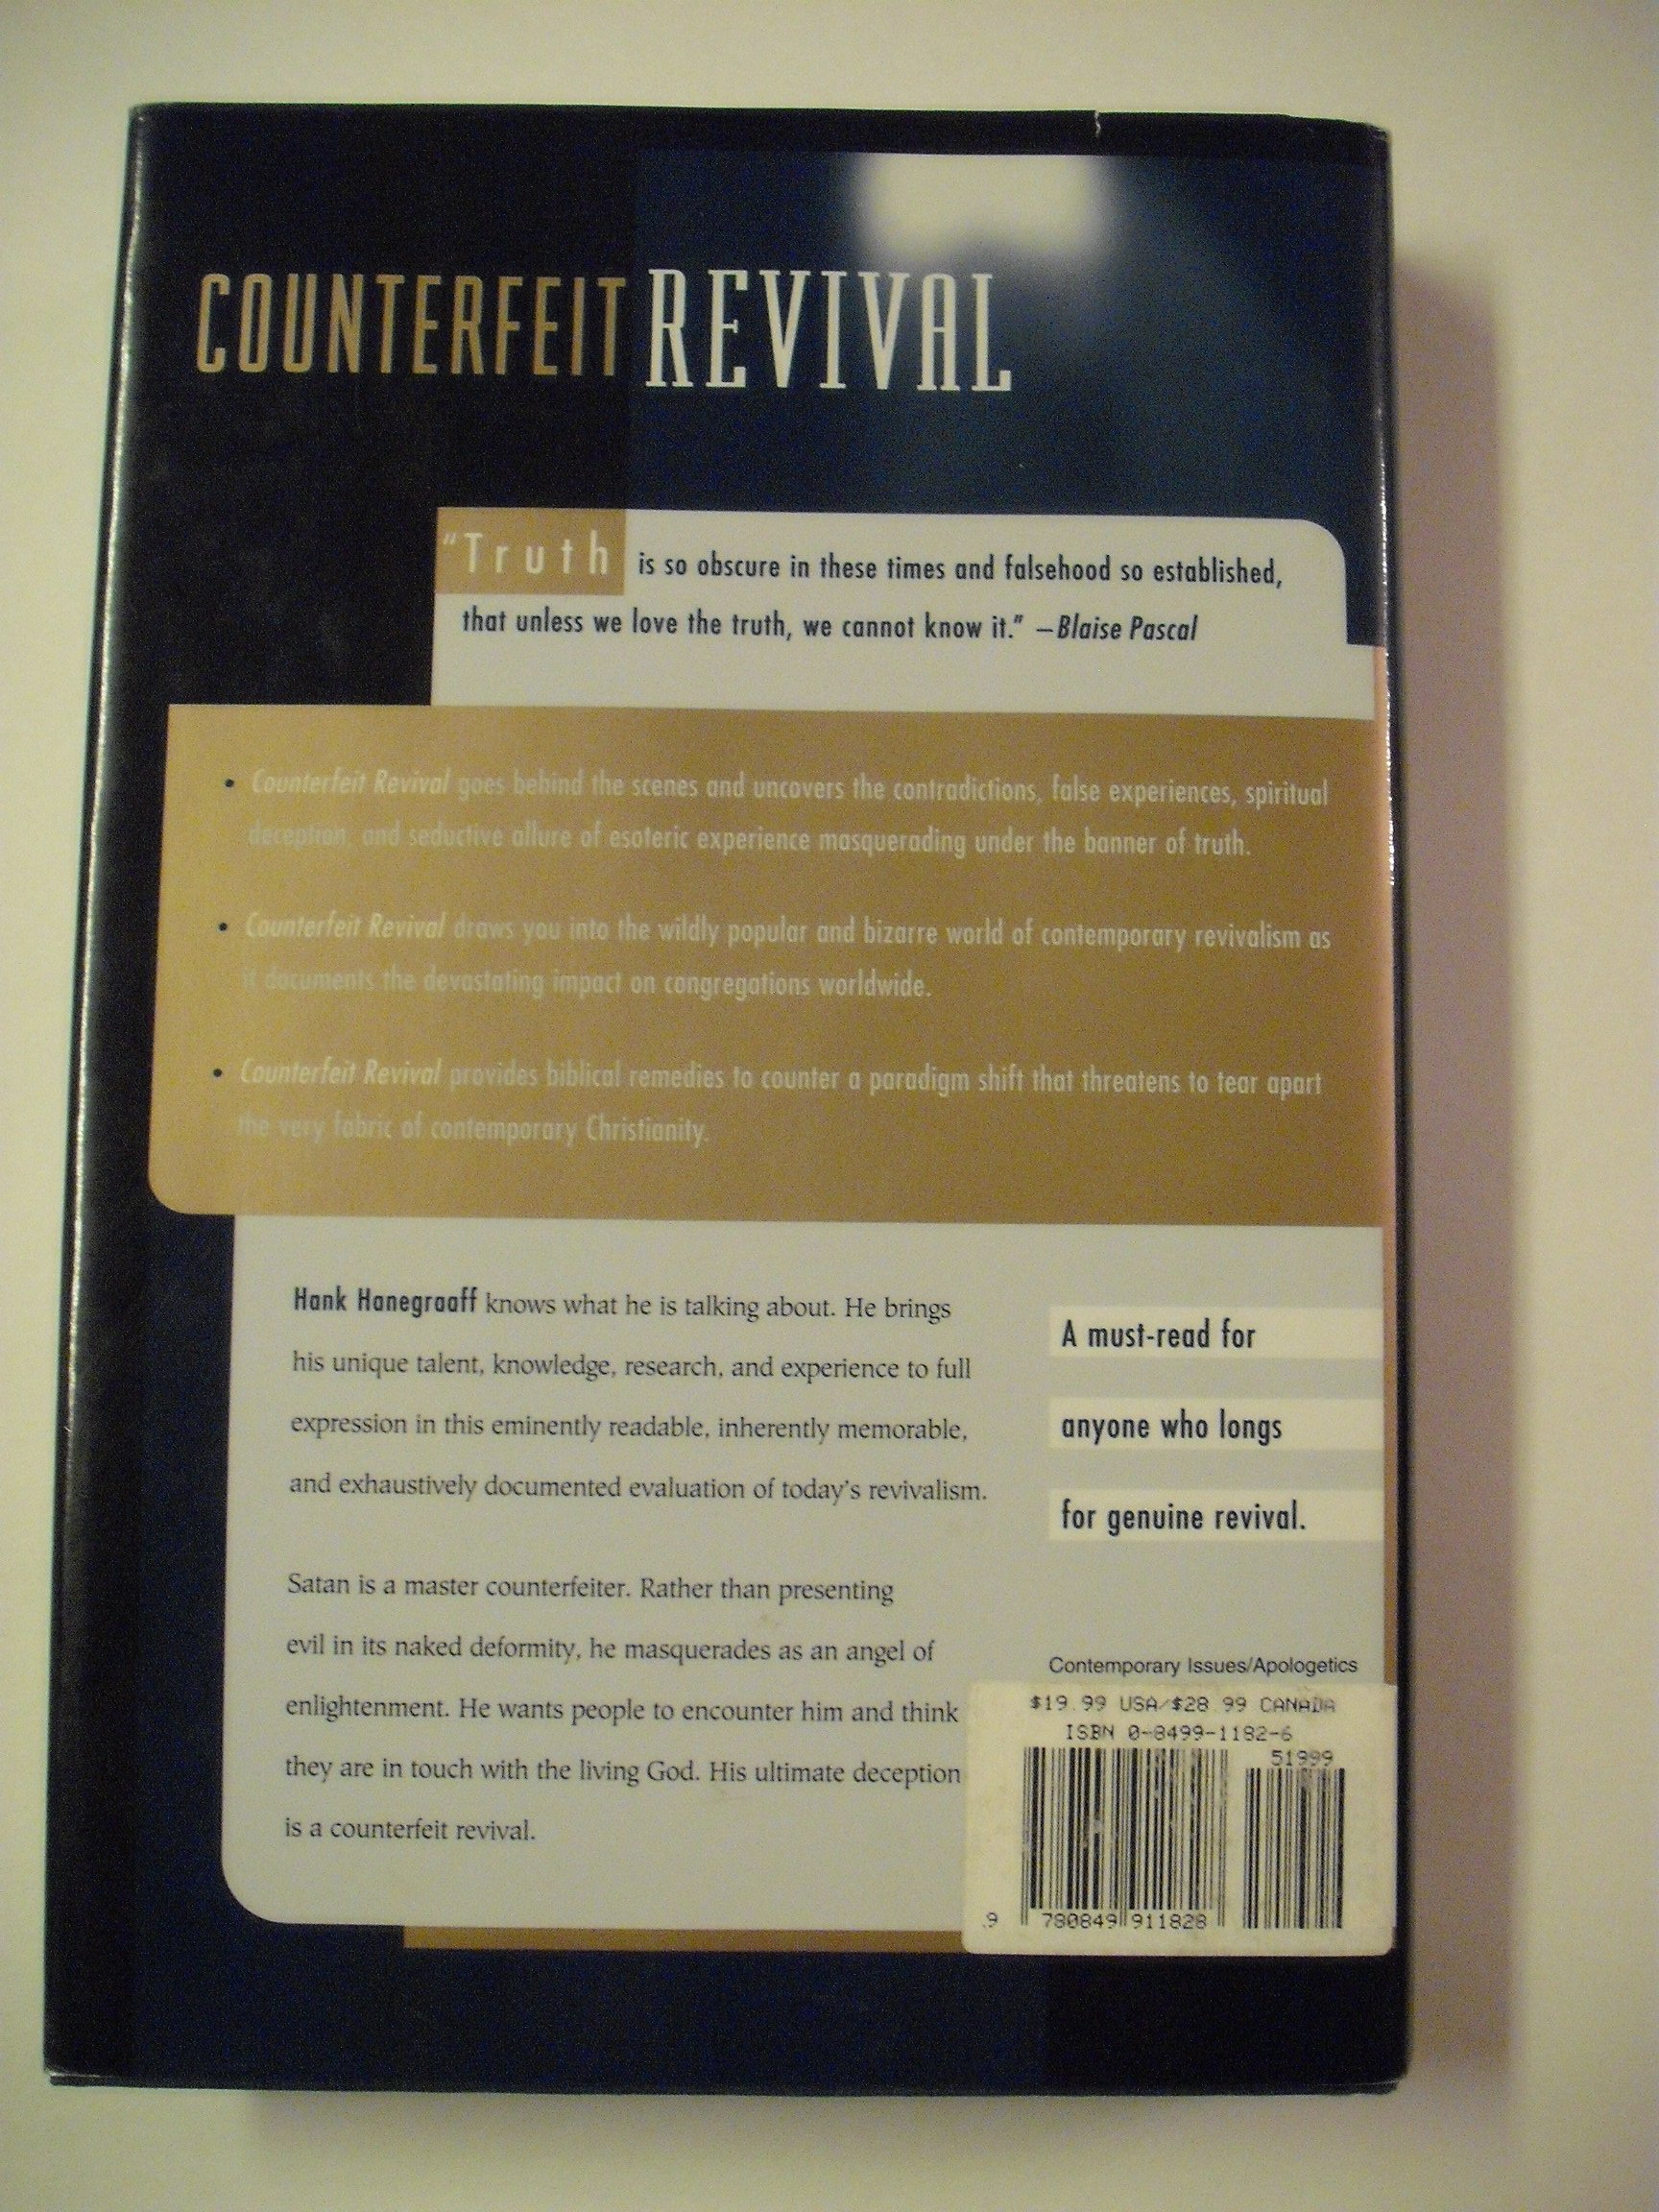 COUNTERFEIT REVIVAL
"Truth is so obscure in these times and falsehood so established,
that unless we love the truth, we cannot know it." —Blaise Pascal
• Counterfeit Revival goes behind the scenes and uncovers the contradictions, false experiences, spiritual
deception, and seductive allure of esoteric experience masquerading under the banner of truth.
• Counterfeit Revival draws you into the wildly popular and bizarre world of contemporary revivalism as
it documents the devastating impact on congregations worldwide.
• Counterfeit Revival provides biblical remedies to counter a paradigm shift that threatens to tear apart
the very fabric of contemporary Christianity.
Hank Hanegraaff knows what he is talking about. He brings
his unique talent, knowledge, research, and experience to full
expression in this eminently readable, inherently memorable,
and exhaustively documented evaluation of today's revivalism.
Satan is a master counterfeiter. Rather than presenting
evil in its naked deformity, he masquerades as an angel of
enlightenment. He wants people to encounter him and think
they are in touch with the living God. His ultimate deception
is a counterfeit revival.
A must-read for
anyone who longs
for genuine revival.
Contemporary Issues/Apologetics
$19.99 USA/$28.99 CANADA
ISBN 0-8499-1182-6
51999
9 780849 911828